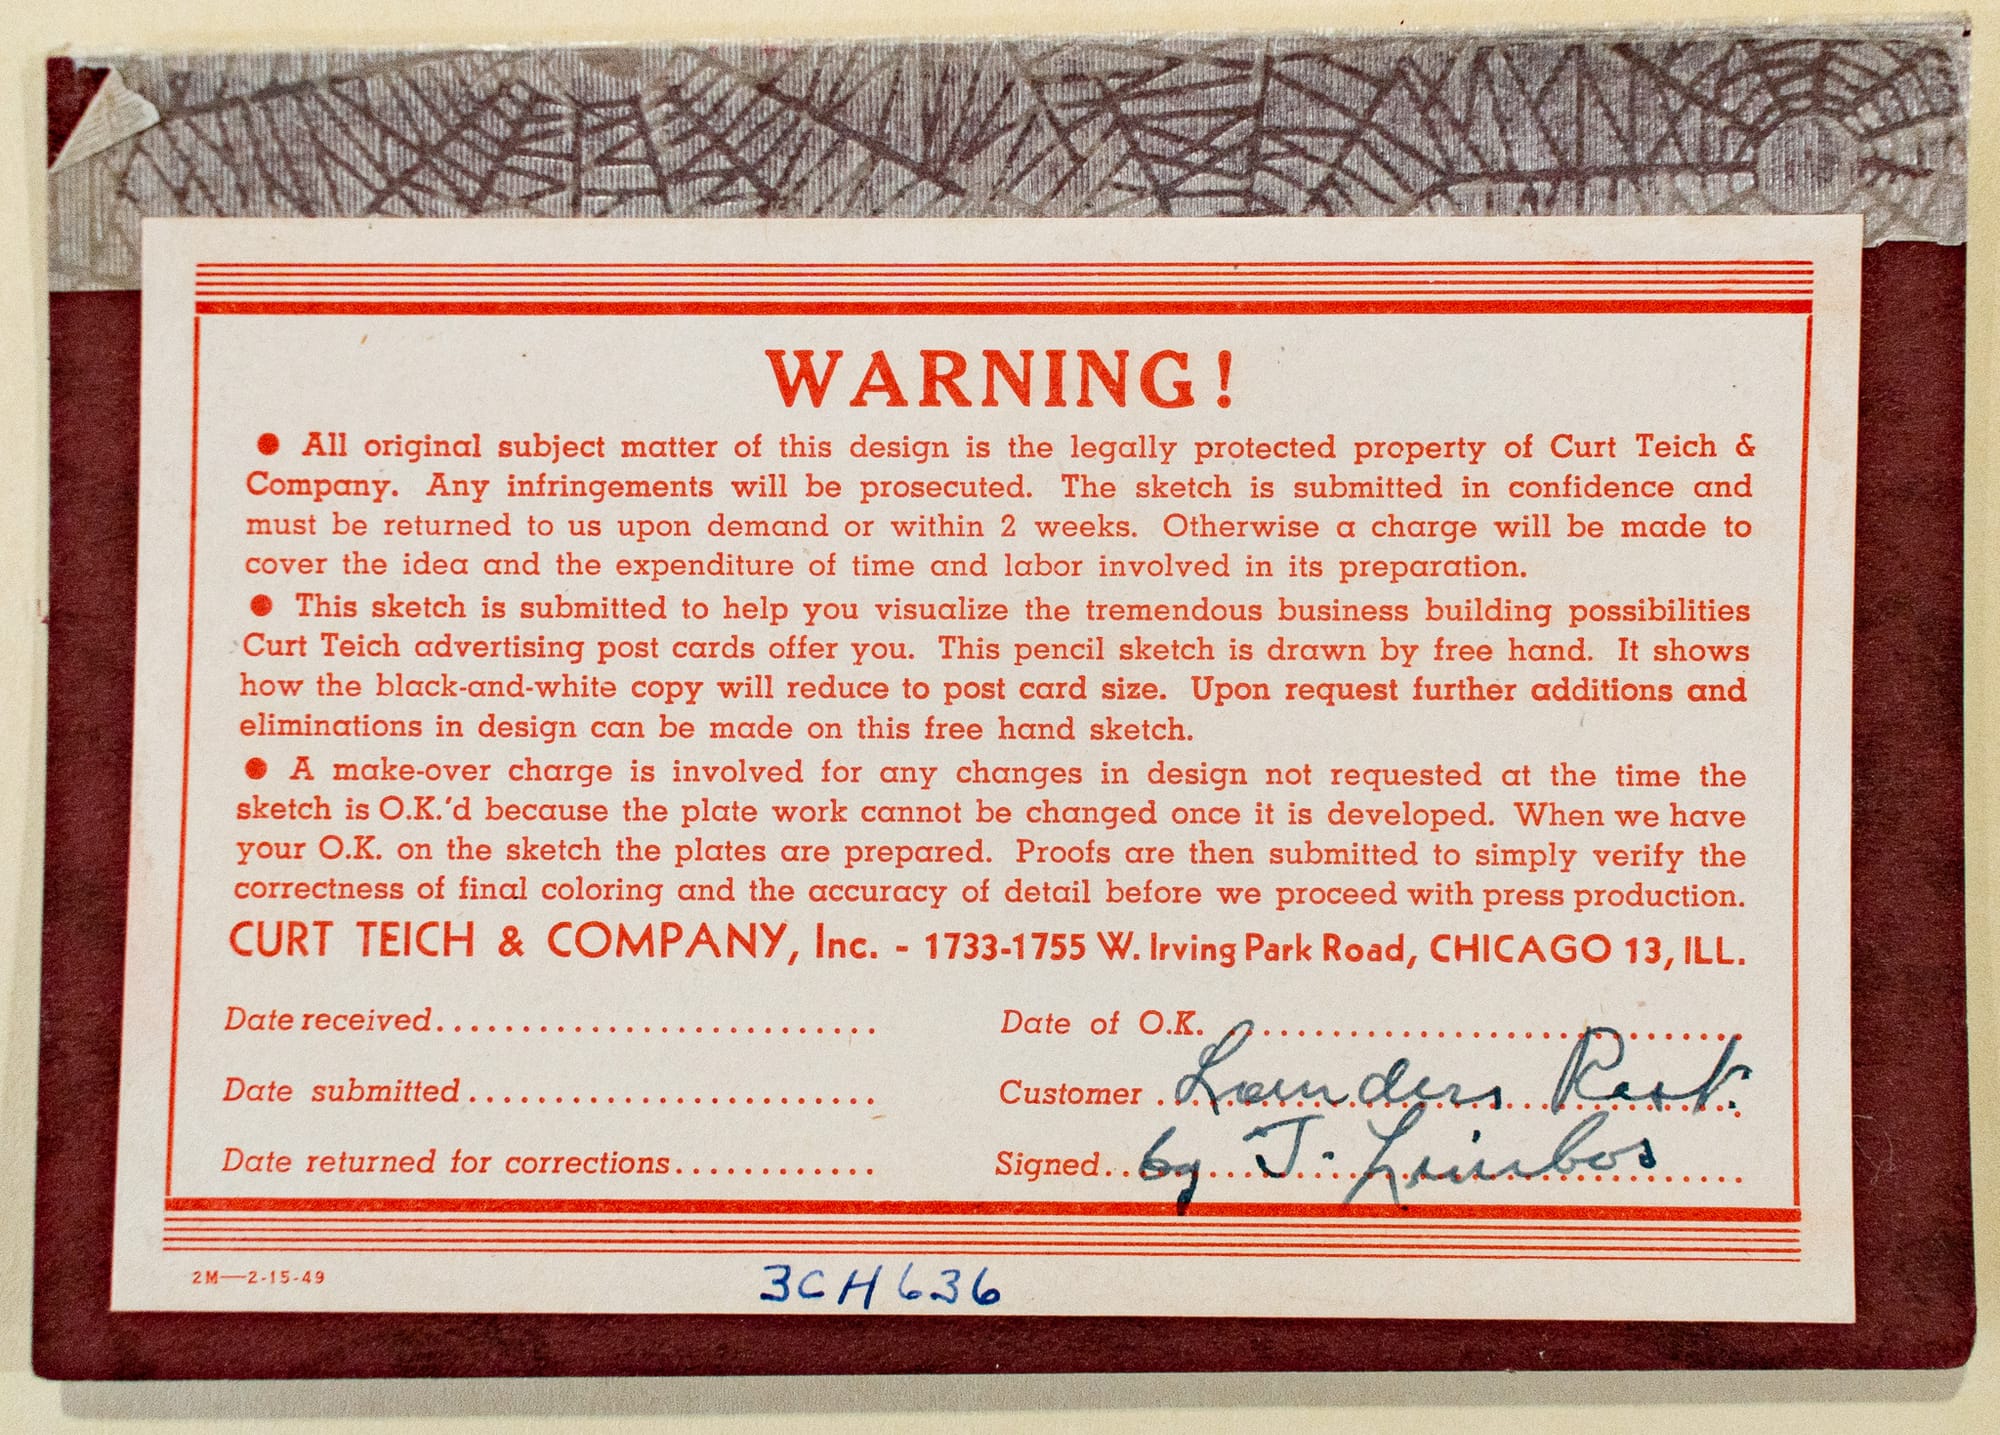 WARNING!
● All original subject matter of this design is the legally protected property of Curt Teich &
Company. Any infringements will be prosecuted. The sketch is submitted in confidence and
must be returned to us upon demand or within 2 weeks. Otherwise a charge will be made to
cover the idea and the expenditure of time and labor involved in its preparation.
● This sketch is submitted to help you visualize the tremendous business building possibilities
Curt Teich advertising post cards offer you. This pencil sketch is drawn by free hand. It shows
how the black-and-white copy will reduce to post card size. Upon request further additions and
eliminations in design can be made on this free hand sketch.
● A make-over charge is involved for any changes in design not requested at the time the
sketch is O.K.'d because the plate work cannot be changed once it is developed. When we have
your O.K. on the sketch the plates are prepared. Proofs are then submitted to simply verify the
correctness of final coloring and the accuracy of detail before we proceed with press production.
CURT TEICH & COMPANY, Inc. - 1733-1755 W. Irving Park Road, CHICAGO 13, ILL.
Date received.......................... Date of O.K. ..........................
Date submitted.......................... Customer Landers Rest.
Date returned for corrections............ Signed by J. Limbos
2M—2-15-49
3CH636